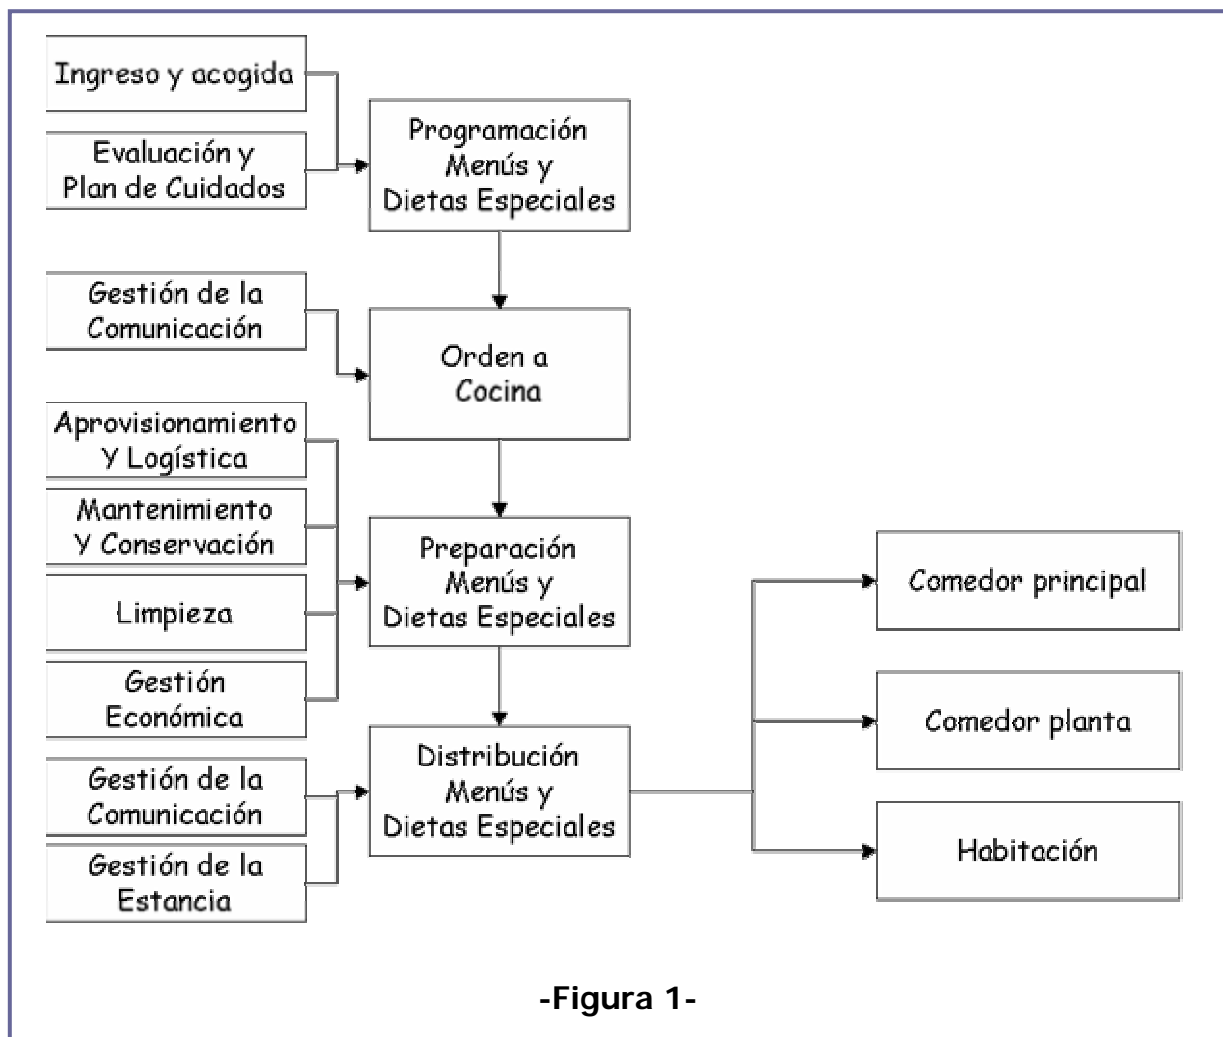 Ingreso y acogida
Evaluación y
Plan de Cuidados
Programación
Menús y
Dietas Especiales
Gestión de la
Comunicación
Orden a
Cocina
Aprovisionamiento
Y Logística
Mantenimiento
Y Conservación
Limpieza
Gestión
Económica
Preparación
Menús y
Dietas Especiales
Gestión de la
Comunicación
Gestión de la
Estancia
Distribución
Menús y
Dietas Especiales
Comedor principal
Comedor planta
Habitación
-Figura 1-